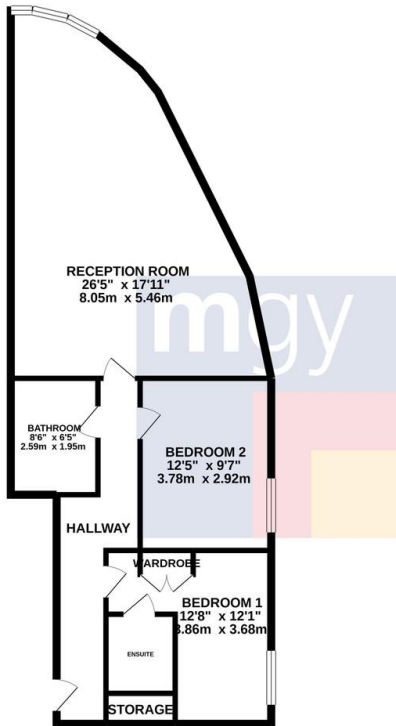 RECEPTION ROOM
26'5" x 17'11"
8.05m x 5.46m
mgy
BATHROOM
8'6" x 6'5"
2.59m x 1.95m
BEDROOM 2
12'5" x 9'7"
3.78m x 2.92m
HALLWAY
WARDROBE
BEDROOM 1
12'8" x 12'1"
3.86m x 3.68m
ENSUITE
STORAGE